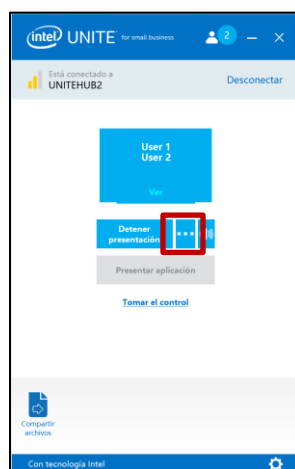 intel UNITE for small business 2
Está conectado a
UNITEHUB2
Desconectar
User 1
User 2
Ver
Detener
presentación
Presentar aplicación
Tomar el control
Compartir
archivos
Con tecnología Intel